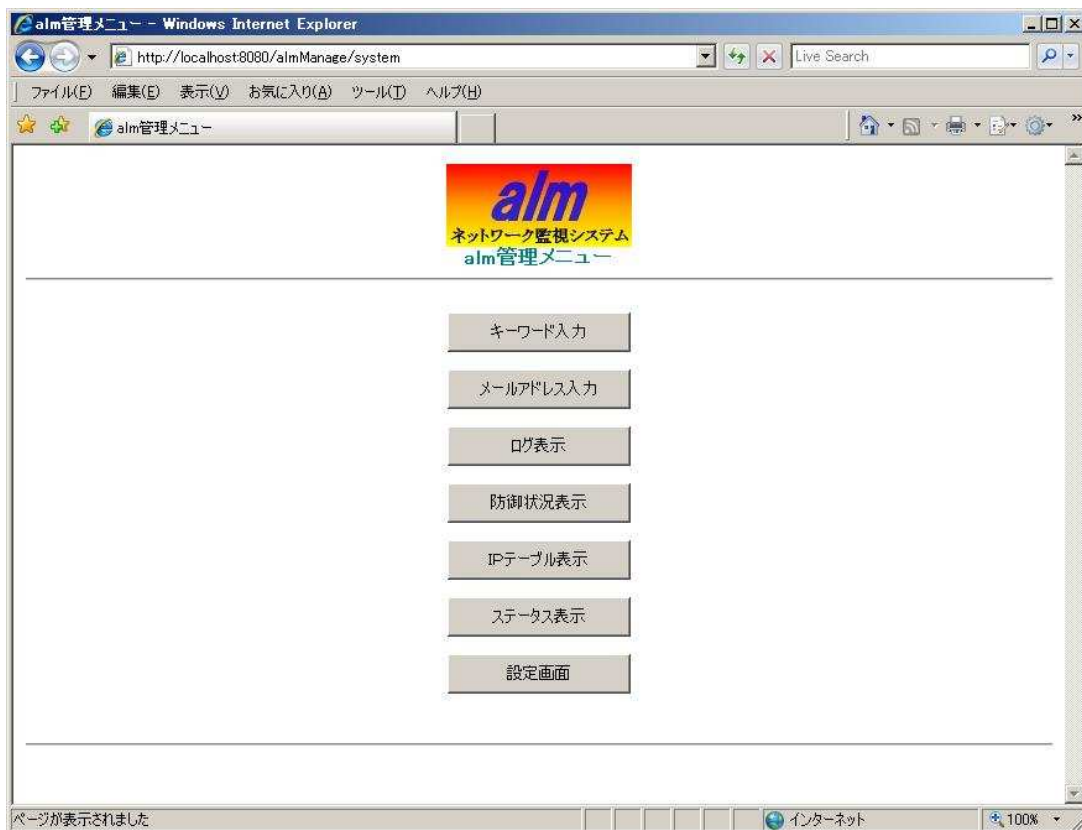 alm管理メニュー - Windows Internet Explorer
http://localhost:8080/almManage/system
Live Search
ファイル(F) 編集(E) 表示(V) お気に入り(A) ツール(T) ヘルプ(H)
alm管理メニュー
alm
ネットワーク監視システム
alm管理メニュー
キーワード入力
メールアドレス入力
ログ表示
防御状況表示
IPテーブル表示
ステータス表示
設定画面
ページが表示されました インターネット 100%